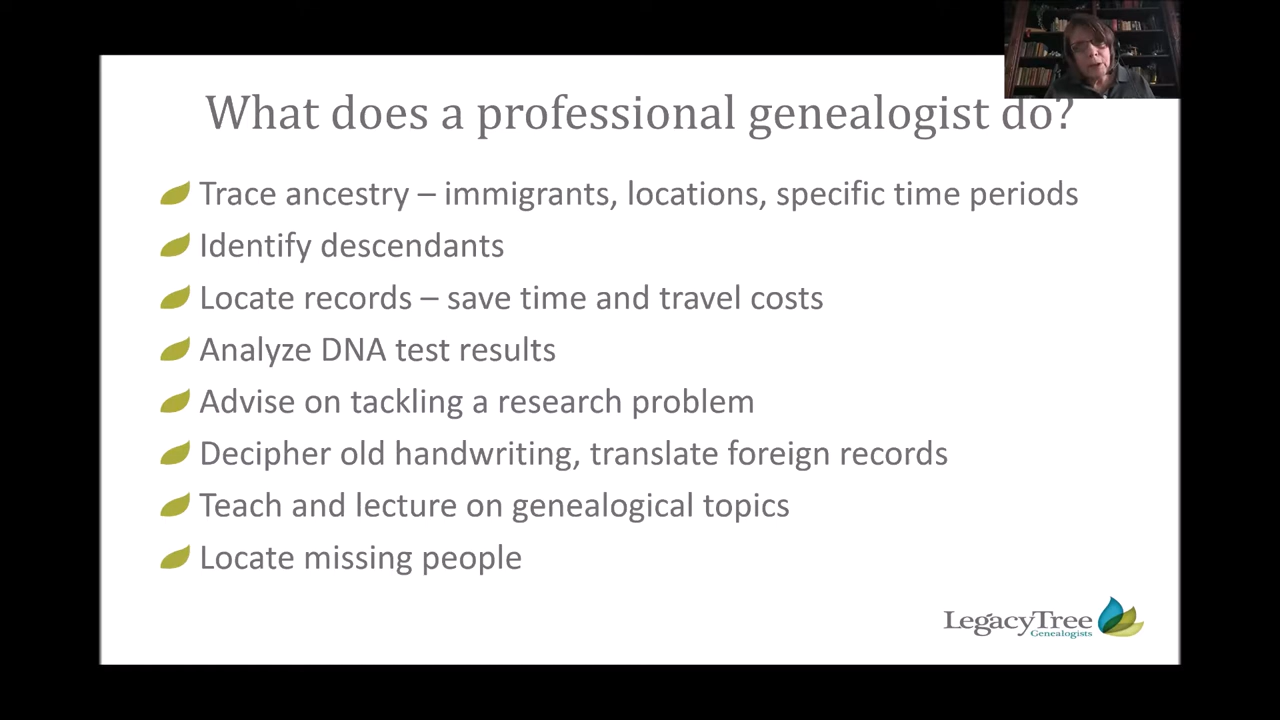 What does a professional genealogist do?
Trace ancestry – immigrants, locations, specific time periods
Identify descendants
Locate records – save time and travel costs
Analyze DNA test results
Advise on tackling a research problem
Decipher old handwriting, translate foreign records
Teach and lecture on genealogical topics
Locate missing people
LegacyTree
Genealogists